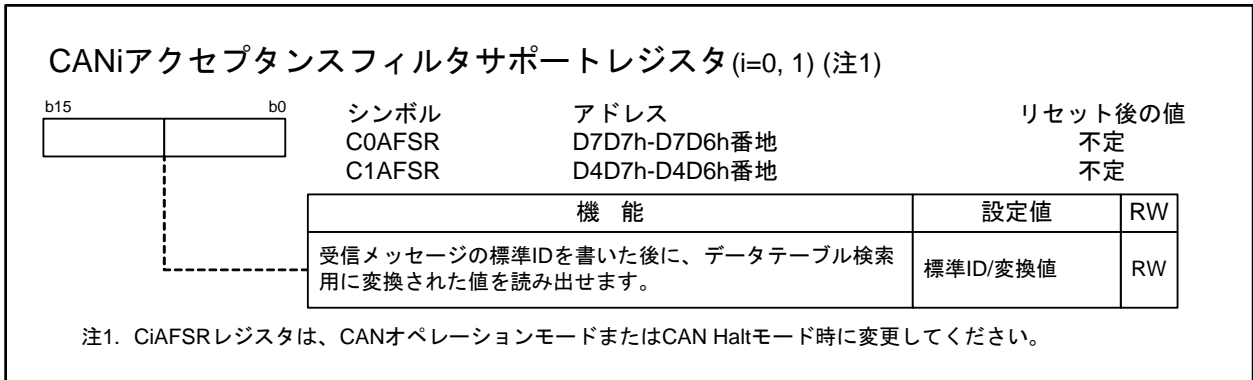 CANiアクセプタンスフィルタサポートレジスタ(i=0, 1) (注1)
b15 b0 シンボル アドレス リセット後の値
C0AFSR D7D7h-D7D6h番地 不定
C1AFSR D4D7h-D4D6h番地 不定
機 能 設定値 RW
受信メッセージの標準IDを書いた後に、データテーブル検索
用に変換された値を読み出せます。 標準ID/変換値 RW
注1. CiAFSRレジスタは、CANオペレーションモードまたはCAN Haltモード時に変更してください。